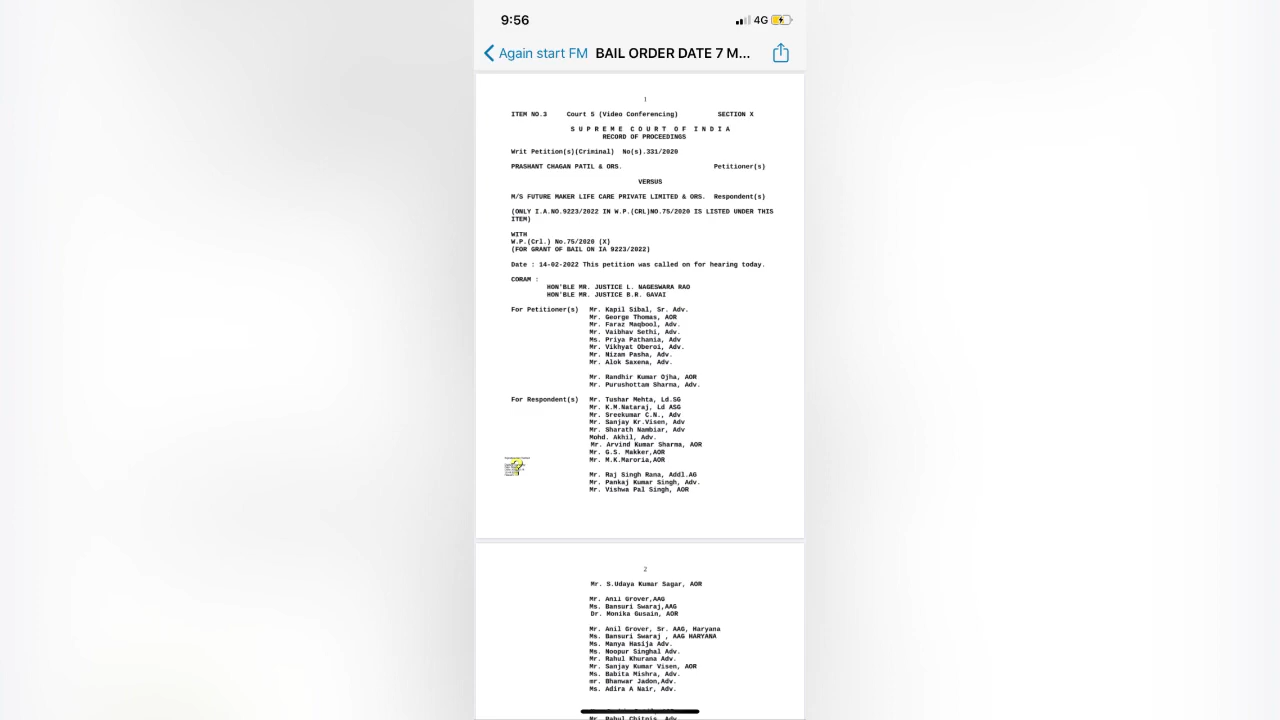 9:56 4G
Again start FM BAIL ORDER DATE 7 M...
1
ITEM NO.3 Court 5 (Video Conferencing) SECTION X
S U P R E M E C O U R T O F I N D I A
RECORD OF PROCEEDINGS
Writ Petition(s)(Criminal) No(s).331/2020
PRASHANT CHAGAN PATIL & ORS. Petitioner(s)
VERSUS
M/S FUTURE MAKER LIFE CARE PRIVATE LIMITED & ORS. Respondent(s)
(ONLY I.A.NO.9223/2022 IN W.P.(CRL)NO.75/2020 IS LISTED UNDER THIS
ITEM)
WITH
W.P.(Crl.) No.75/2020 (X)
(FOR GRANT OF BAIL ON IA 9223/2022)
Date : 14-02-2022 This petition was called on for hearing today.
CORAM :
HON'BLE MR. JUSTICE L. NAGESWARA RAO
HON'BLE MR. JUSTICE B.R. GAVAI
For Petitioner(s) Mr. Kapil Sibal, Sr. Adv.
Mr. George Thomas, AOR
Mr. Faraz Maqbool, Adv.
Mr. Vaibhav Sethi, Adv.
Ms. Priya Pathania, Adv
Mr. Vikhyat Oberoi, Adv.
Mr. Nizam Pasha, Adv.
Mr. Alok Saxena, Adv.
Mr. Randhir Kumar Ojha, AOR
Mr. Purushottam Sharma, Adv.
For Respondent(s) Mr. Tushar Mehta, Ld.SG
Mr. K.M.Nataraj, Ld ASG
Mr. Sreekumar C.N., Adv
Mr. Sanjay Kr.Visen, Adv
Mr. Sharath Nambiar, Adv
Mohd. Akhil, Adv.
Mr. Arvind Kumar Sharma, AOR
Mr. G.S. Makker,AOR
Mr. M.K.Maroria,AOR
Mr. Raj Singh Rana, Addl.AG
Mr. Pankaj Kumar Singh, Adv.
Mr. Vishwa Pal Singh, AOR
2
Mr. S.Udaya Kumar Sagar, AOR
Mr. Anil Grover,AAG
Ms. Bansuri Swaraj,AAG
Dr. Monika Gusain, AOR
Mr. Anil Grover, Sr. AAG, Haryana
Ms. Bansuri Swaraj , AAG HARYANA
Ms. Manya Hasija Adv.
Ms. Noopur Singhal Adv.
Mr. Rahul Khurana Adv.
Mr. Sanjay Kumar Visen, AOR
Ms. Babita Mishra, Adv.
mr. Bhanwar Jadon,Adv.
Ms. Adira A Nair, Adv.
Mr. Rahul Chitnis, Adv.